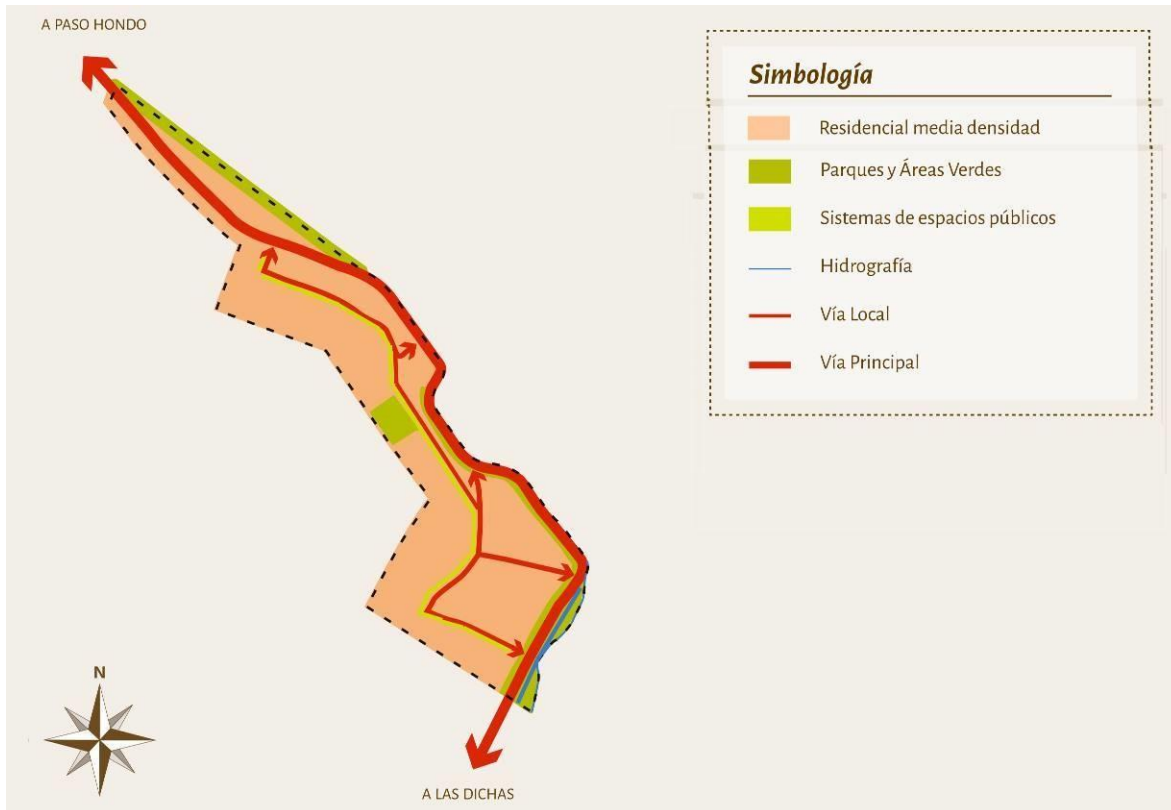 A PASO HONDO
Simbología
Residencial media densidad
Parques y Áreas Verdes
Sistemas de espacios públicos
Hidrografía
Vía Local
Vía Principal
N
A LAS DICHAS